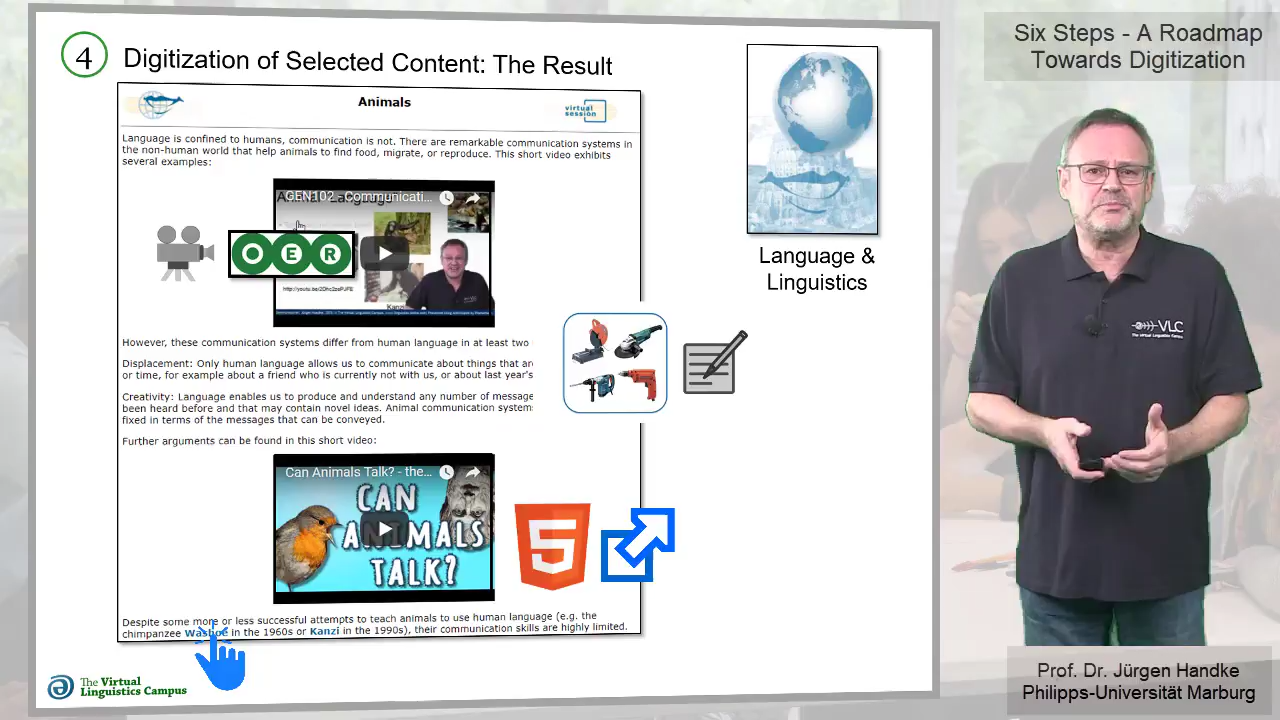 4
Digitization of Selected Content: The Result
Six Steps - A Roadmap
Towards Digitization
Animals
virtual
session
Language is confined to humans, communication is not. There are remarkable communication systems in
the non-human world that help animals to find food, migrate, or reproduce. This short video exhibits
several examples:
GEN102 - Communicati...
OER
http://youtu.be/2Dhc2zsPJFE
Kanzi
Language &
Linguistics
However, these communication systems differ from human language in at least two
Displacement: Only human language allows us to communicate about things that are
or time, for example about a friend who is currently not with us, or about last year's
Creativity: Language enables us to produce and understand any number of message
been heard before and that may contain novel ideas. Animal communication system
fixed in terms of the messages that can be conveyed.
Further arguments can be found in this short video:
Can Animals Talk? - the...
CAN
ANIMALS
TALK?
5
Despite some more or less successful attempts to teach animals to use human language (e.g. the
chimpanzee Washoe in the 1960s or Kanzi in the 1990s), their communication skills are highly limited.
VLC
The Virtual Linguistics Campus
The Virtual
Linguistics Campus
Prof. Dr. Jürgen Handke
Philipps-Universität Marburg